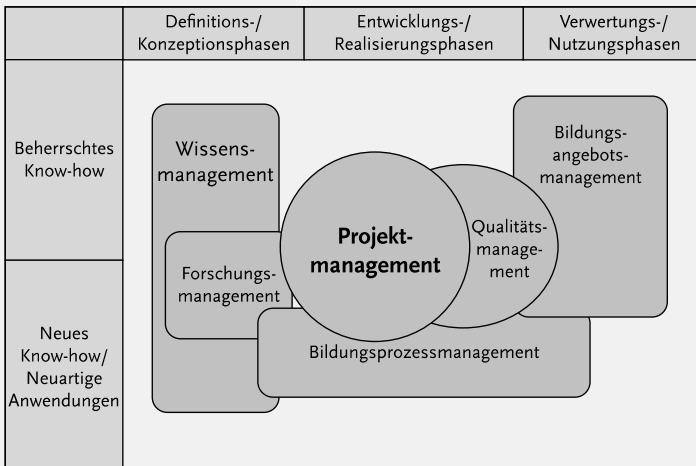 Definitions-/
Konzeptionsphasen
Entwicklungs-/
Realisierungsphasen
Verwertungs-/
Nutzungsphasen
Beherrschtes
Know-how
Wissens-
management
Bildungs-
angebots-
management
Projekt-
management
Qualitäts-
manage-
ment
Forschungs-
management
Neues
Know-how/
Neuartige
Anwendungen
Bildungsprozessmanagement